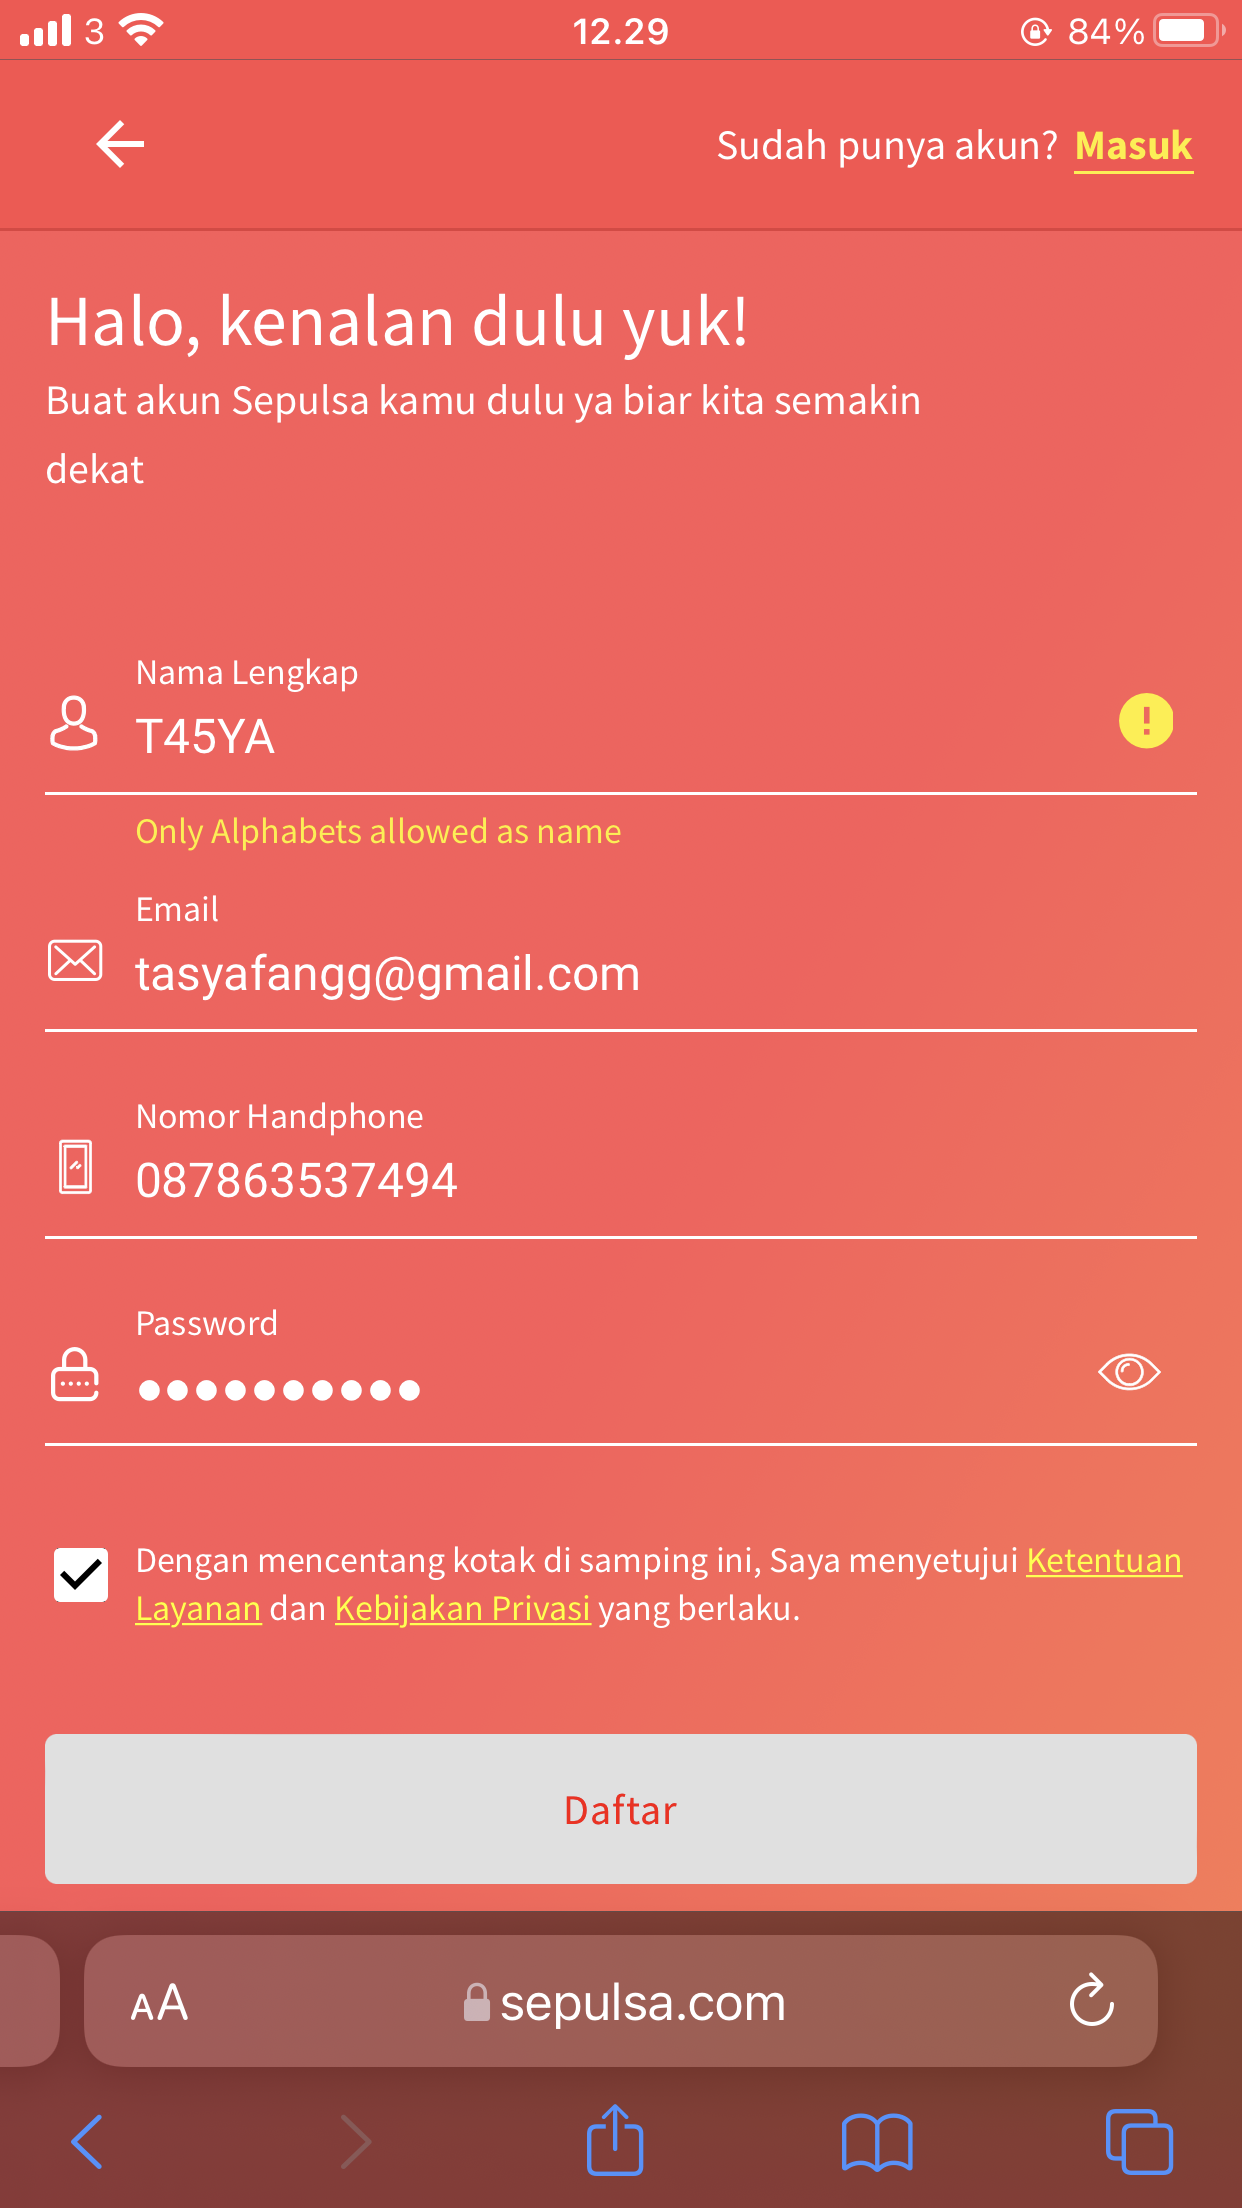 3 12.29 84%
Sudah punya akun? Masuk
Halo, kenalan dulu yuk!
Buat akun Sepulsa kamu dulu ya biar kita semakin
dekat
Nama Lengkap
T45YA
!
Only Alphabets allowed as name
Email
tasyafangg@gmail.com
Nomor Handphone
087863537494
Password
Dengan mencentang kotak di samping ini, Saya menyetujui Ketentuan
Layanan dan Kebijakan Privasi yang berlaku.
Daftar
AA sepulsa.com